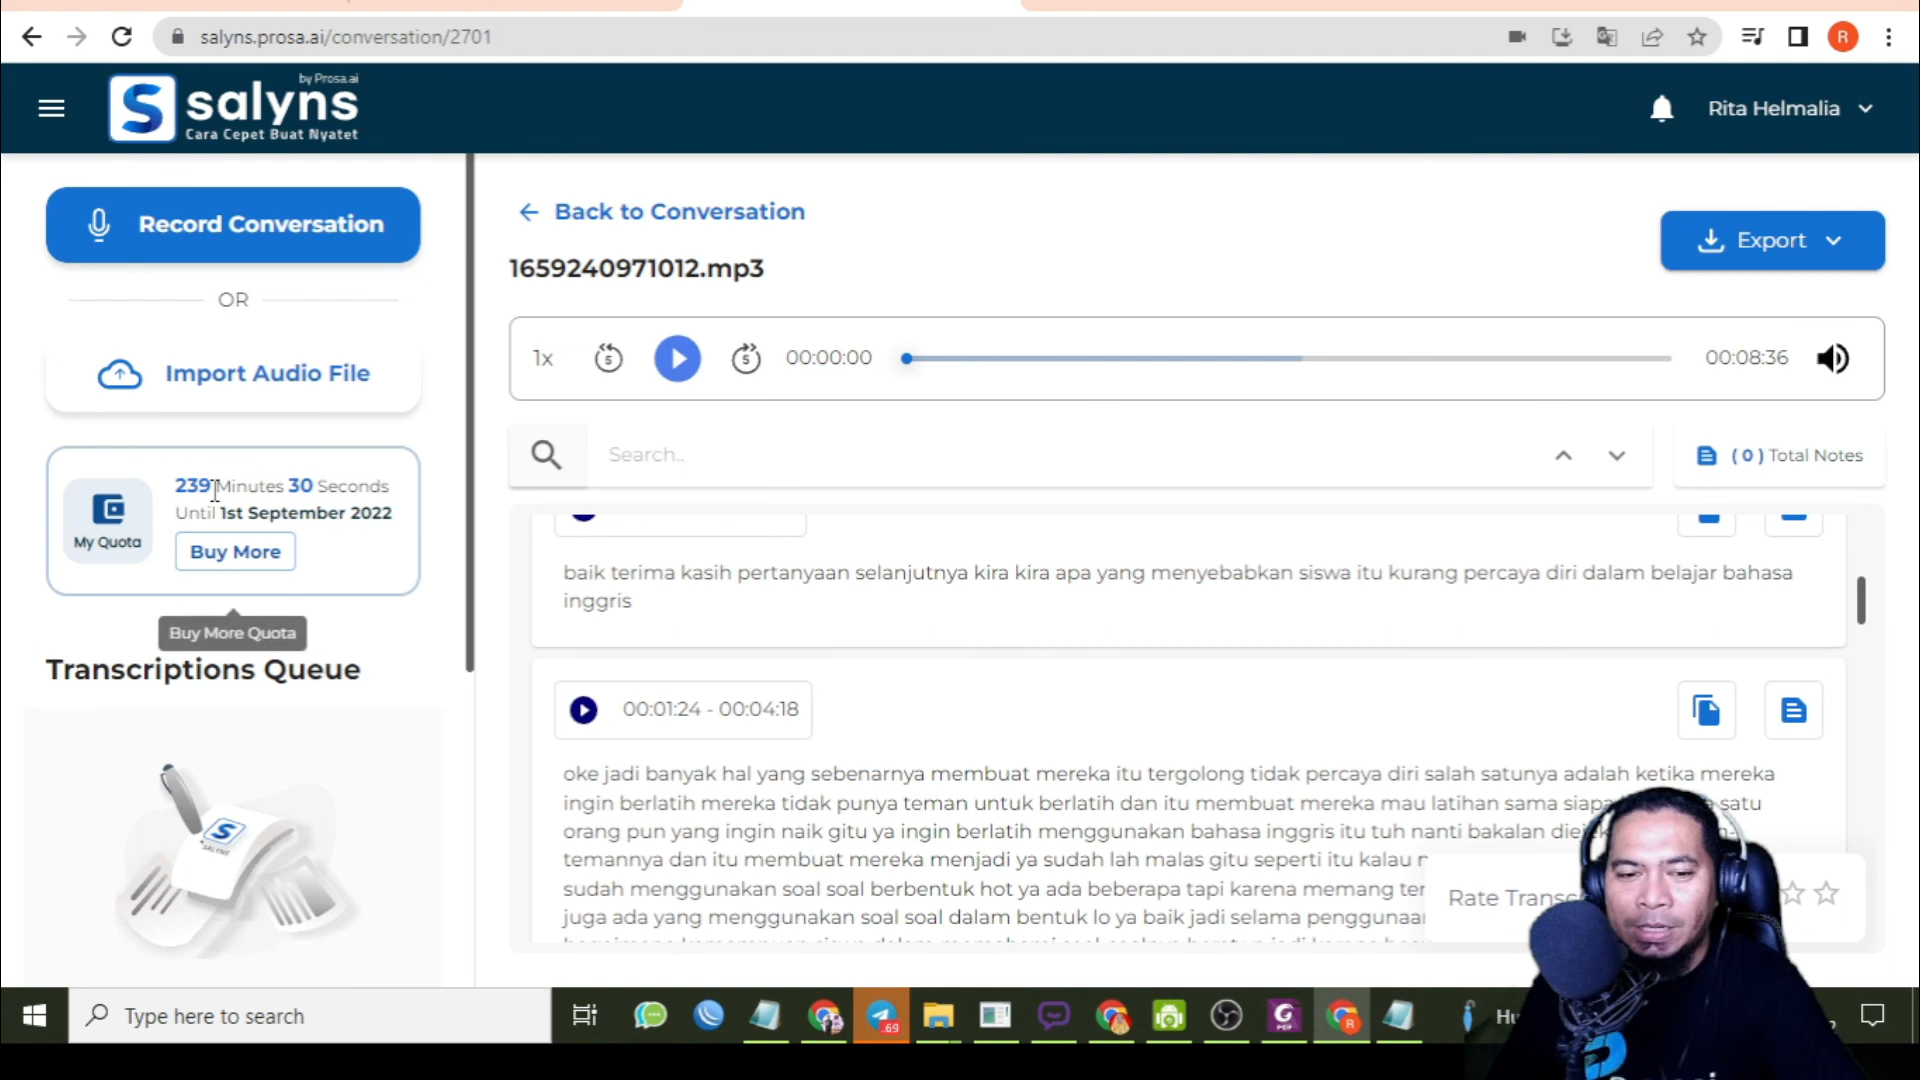 salyns.prosa.ai/conversation/2701
R
by Prosa.ai
S salyns
Cara Cepet Buat Nyatet
Rita Helmalia
Record Conversation
OR
Import Audio File
My Quota
239 Minutes 30 Seconds
Until 1st September 2022
Buy More
Buy More Quota
Transcriptions Queue
S
SALYNS
Back to Conversation
1659240971012.mp3
Export
1x
5
5
00:00:00
00:08:36
Search..
( 0 ) Total Notes
baik terima kasih pertanyaan selanjutnya kira kira apa yang menyebabkan siswa itu kurang percaya diri dalam belajar bahasa
inggris
00:01:24 - 00:04:18
oke jadi banyak hal yang sebenarnya membuat mereka itu tergolong tidak percaya diri salah satunya adalah ketika mereka
ingin berlatih mereka tidak punya teman untuk berlatih dan itu membuat mereka mau latihan sama siapa satu
orang pun yang ingin naik gitu ya ingin berlatih menggunakan bahasa inggris itu tuh nanti bakalan
temannya dan itu membuat mereka menjadi ya sudah lah malas gitu seperti itu kalau
sudah menggunakan soal soal berbentuk hot ya ada beberapa tapi karena memang
juga ada yang menggunakan soal soal dalam bentuk lo ya baik jadi selama
Rate
Type here to search
.69
R